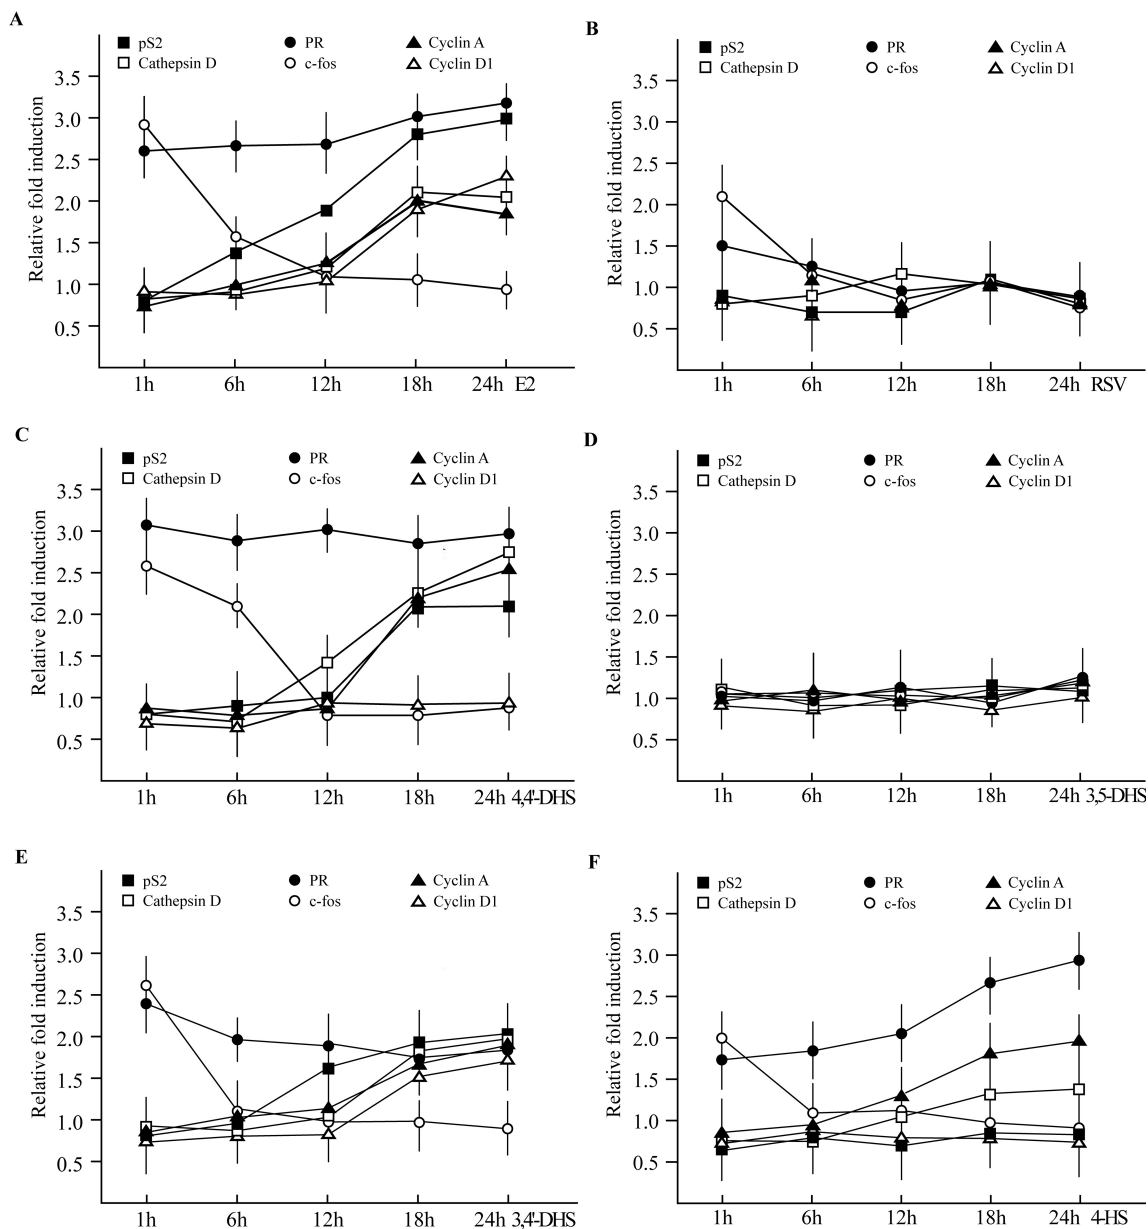 A
pS2 PR Cyclin A
Cathepsin D c-fos Cyclin D1
Relative fold induction
3.5
3.0
2.5
2.0
1.5
1.0
0.5
1h 6h 12h 18h 24h E2
B
pS2 PR Cyclin A
Cathepsin D c-fos Cyclin D1
Relative fold induction
3.5
3.0
2.5
2.0
1.5
1.0
0.5
1h 6h 12h 18h 24h RSV
C
pS2 PR Cyclin A
Cathepsin D c-fos Cyclin D1
Relative fold induction
3.5
3.0
2.5
2.0
1.5
1.0
0.5
1h 6h 12h 18h 24h 4,4'-DHS
D
pS2 PR Cyclin A
Cathepsin D c-fos Cyclin D1
Relative fold induction
3.5
3.0
2.5
2.0
1.5
1.0
0.5
1h 6h 12h 18h 24h 3,5-DHS
E
pS2 PR Cyclin A
Cathepsin D c-fos Cyclin D1
Relative fold induction
3.5
3.0
2.5
2.0
1.5
1.0
0.5
1h 6h 12h 18h 24h 3,4'-DHS
F
pS2 PR Cyclin A
Cathepsin D c-fos Cyclin D1
Relative fold induction
3.5
3.0
2.5
2.0
1.5
1.0
0.5
1h 6h 12h 18h 24h 4-HS